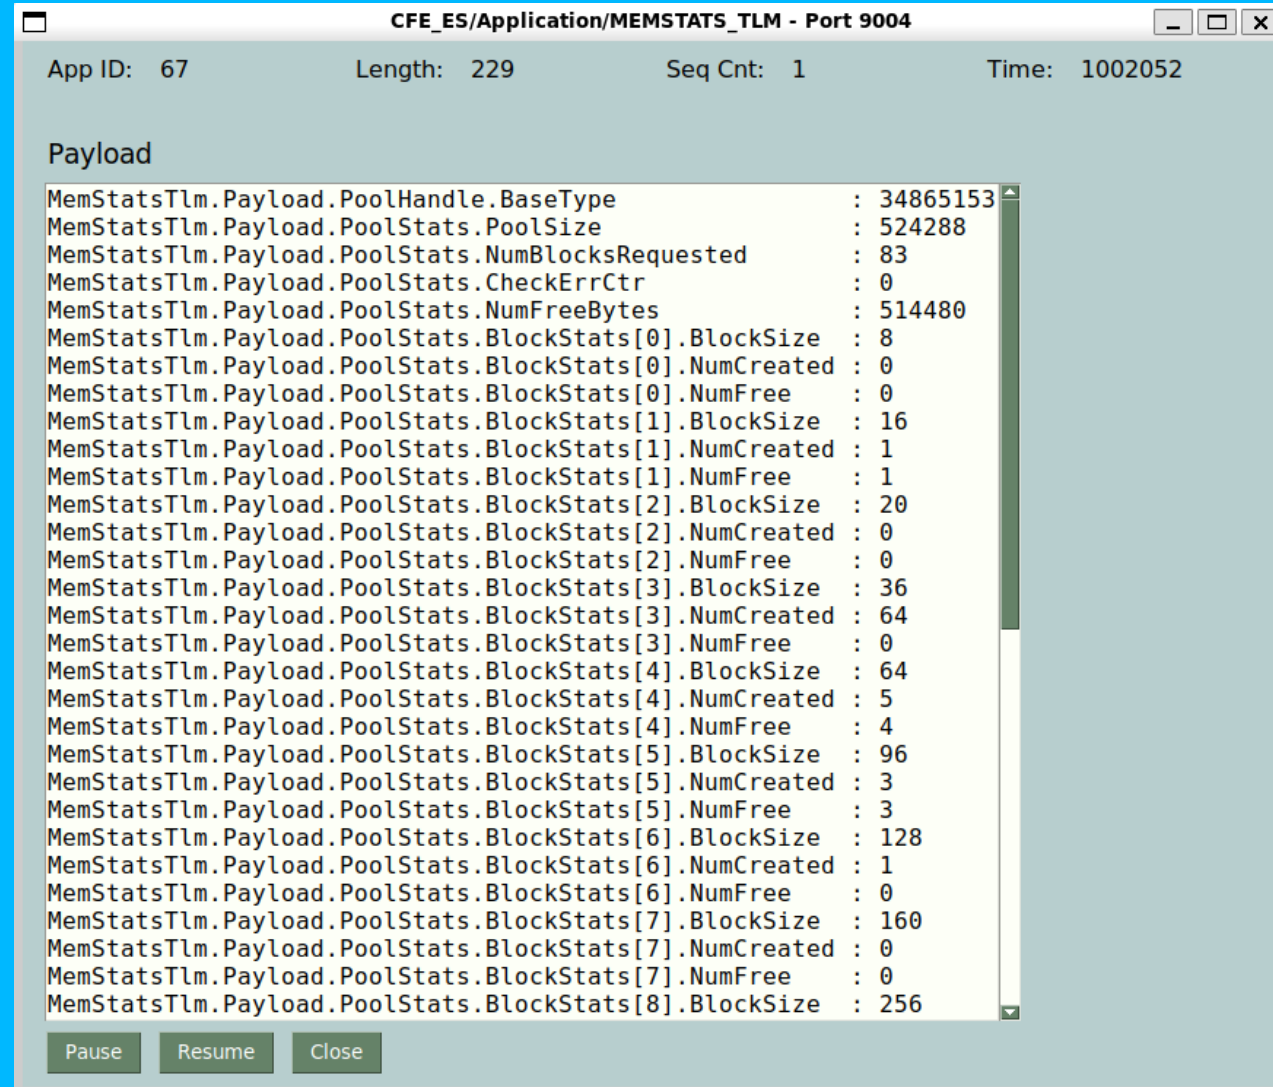 CFE_ES/Application/MEMSTATS_TLM - Port 9004
App ID: 67 Length: 229 Seq Cnt: 1 Time: 1002052
Payload
MemStatsTlm.Payload.PoolHandle.BaseType : 34865153
MemStatsTlm.Payload.PoolStats.PoolSize : 524288
MemStatsTlm.Payload.PoolStats.NumBlocksRequested : 83
MemStatsTlm.Payload.PoolStats.CheckErrCtr : 0
MemStatsTlm.Payload.PoolStats.NumFreeBytes : 514480
MemStatsTlm.Payload.PoolStats.BlockStats[0].BlockSize : 8
MemStatsTlm.Payload.PoolStats.BlockStats[0].NumCreated : 0
MemStatsTlm.Payload.PoolStats.BlockStats[0].NumFree : 0
MemStatsTlm.Payload.PoolStats.BlockStats[1].BlockSize : 16
MemStatsTlm.Payload.PoolStats.BlockStats[1].NumCreated : 1
MemStatsTlm.Payload.PoolStats.BlockStats[1].NumFree : 1
MemStatsTlm.Payload.PoolStats.BlockStats[2].BlockSize : 20
MemStatsTlm.Payload.PoolStats.BlockStats[2].NumCreated : 0
MemStatsTlm.Payload.PoolStats.BlockStats[2].NumFree : 0
MemStatsTlm.Payload.PoolStats.BlockStats[3].BlockSize : 36
MemStatsTlm.Payload.PoolStats.BlockStats[3].NumCreated : 64
MemStatsTlm.Payload.PoolStats.BlockStats[3].NumFree : 0
MemStatsTlm.Payload.PoolStats.BlockStats[4].BlockSize : 64
MemStatsTlm.Payload.PoolStats.BlockStats[4].NumCreated : 5
MemStatsTlm.Payload.PoolStats.BlockStats[4].NumFree : 4
MemStatsTlm.Payload.PoolStats.BlockStats[5].BlockSize : 96
MemStatsTlm.Payload.PoolStats.BlockStats[5].NumCreated : 3
MemStatsTlm.Payload.PoolStats.BlockStats[5].NumFree : 3
MemStatsTlm.Payload.PoolStats.BlockStats[6].BlockSize : 128
MemStatsTlm.Payload.PoolStats.BlockStats[6].NumCreated : 1
MemStatsTlm.Payload.PoolStats.BlockStats[6].NumFree : 0
MemStatsTlm.Payload.PoolStats.BlockStats[7].BlockSize : 160
MemStatsTlm.Payload.PoolStats.BlockStats[7].NumCreated : 0
MemStatsTlm.Payload.PoolStats.BlockStats[7].NumFree : 0
MemStatsTlm.Payload.PoolStats.BlockStats[8].BlockSize : 256
Pause Resume Close